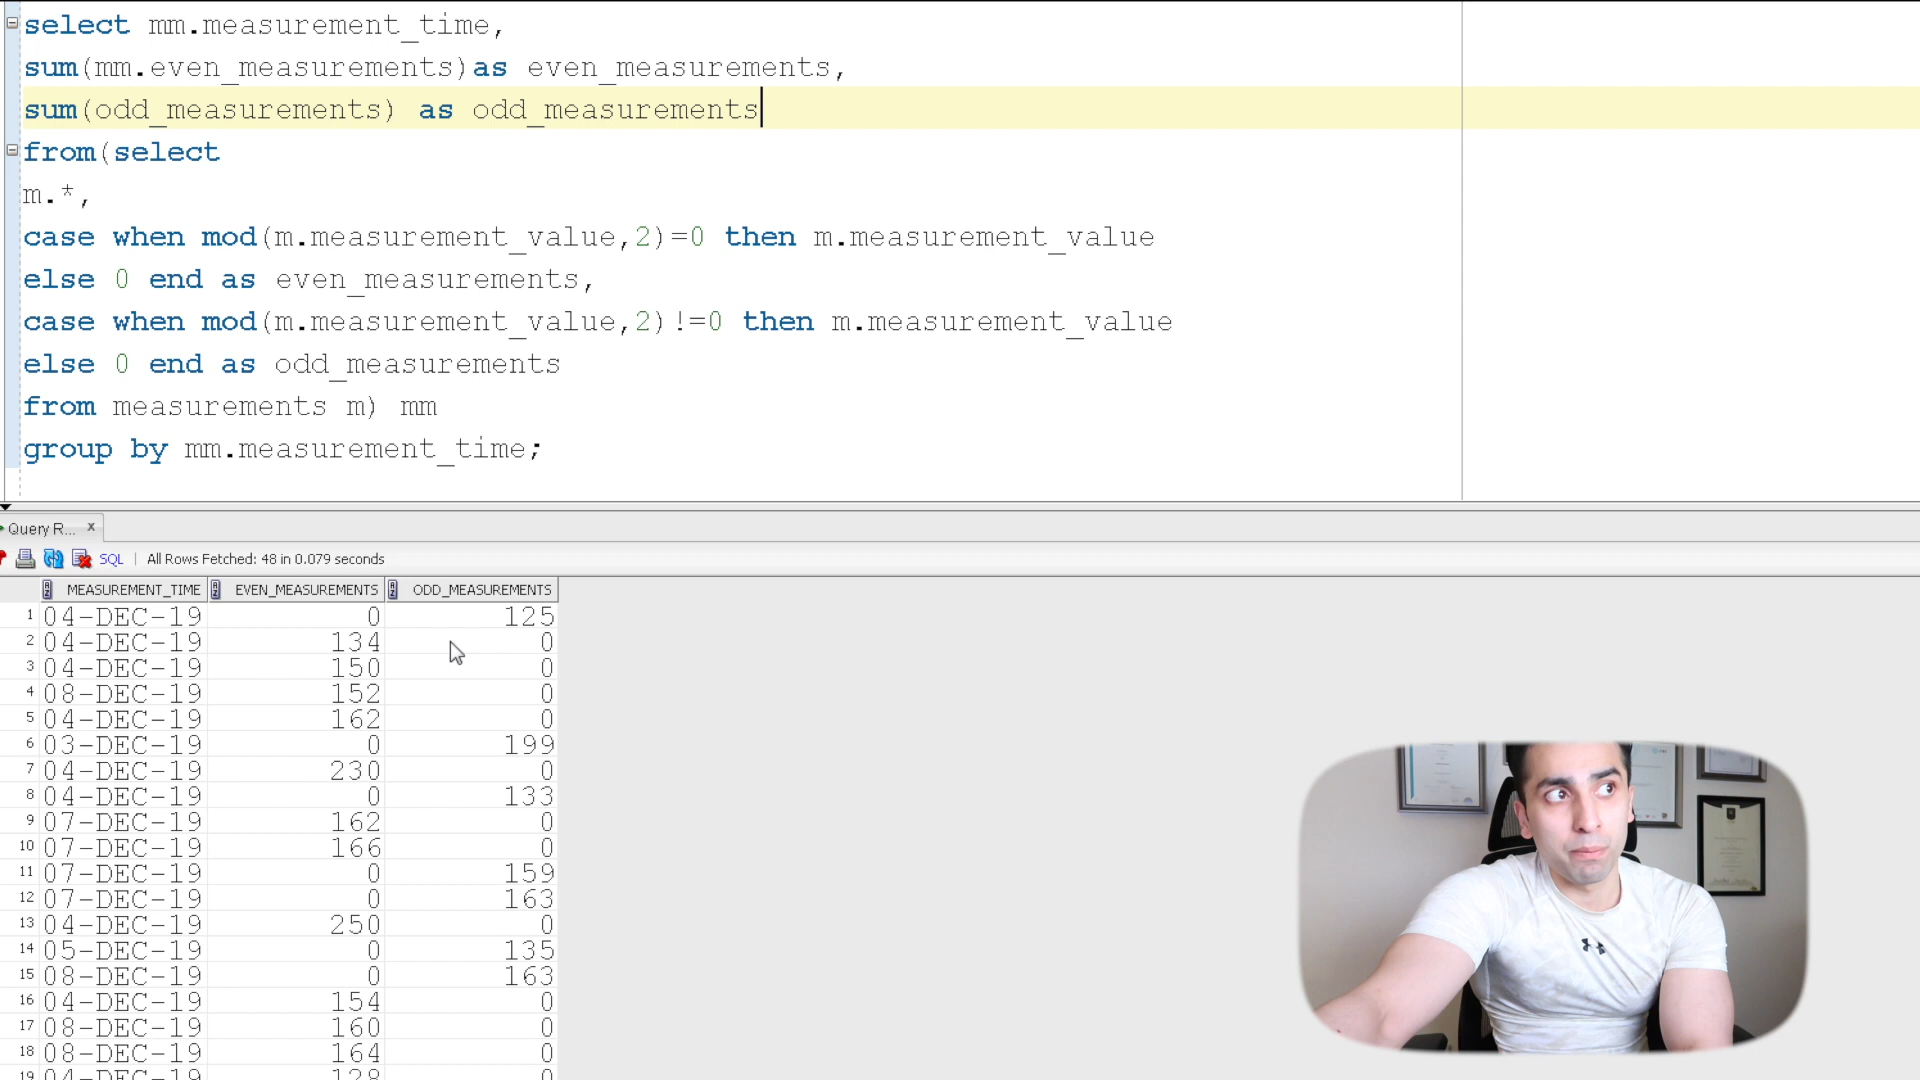 select mm.measurement_time,
sum(mm.even_measurements)as even_measurements,
sum(odd_measurements) as odd_measurements
from(select
m.*,
case when mod(m.measurement_value,2)=0 then m.measurement_value
else 0 end as even_measurements,
case when mod(m.measurement_value,2)!=0 then m.measurement_value
else 0 end as odd_measurements
from measurements m) mm
group by mm.measurement_time;
Query R... x
SQL | All Rows Fetched: 48 in 0.079 seconds
MEASUREMENT_TIME EVEN_MEASUREMENTS ODD_MEASUREMENTS
1 04-DEC-19 0 125
2 04-DEC-19 134 0
3 04-DEC-19 150 0
4 08-DEC-19 152 0
5 04-DEC-19 162 0
6 03-DEC-19 0 199
7 04-DEC-19 230 0
8 04-DEC-19 0 133
9 07-DEC-19 162 0
10 07-DEC-19 166 0
11 07-DEC-19 0 159
12 07-DEC-19 0 163
13 04-DEC-19 250 0
14 05-DEC-19 0 135
15 08-DEC-19 0 163
16 04-DEC-19 154 0
17 08-DEC-19 160 0
18 08-DEC-19 164 0
19 04-DEC-19 128 0